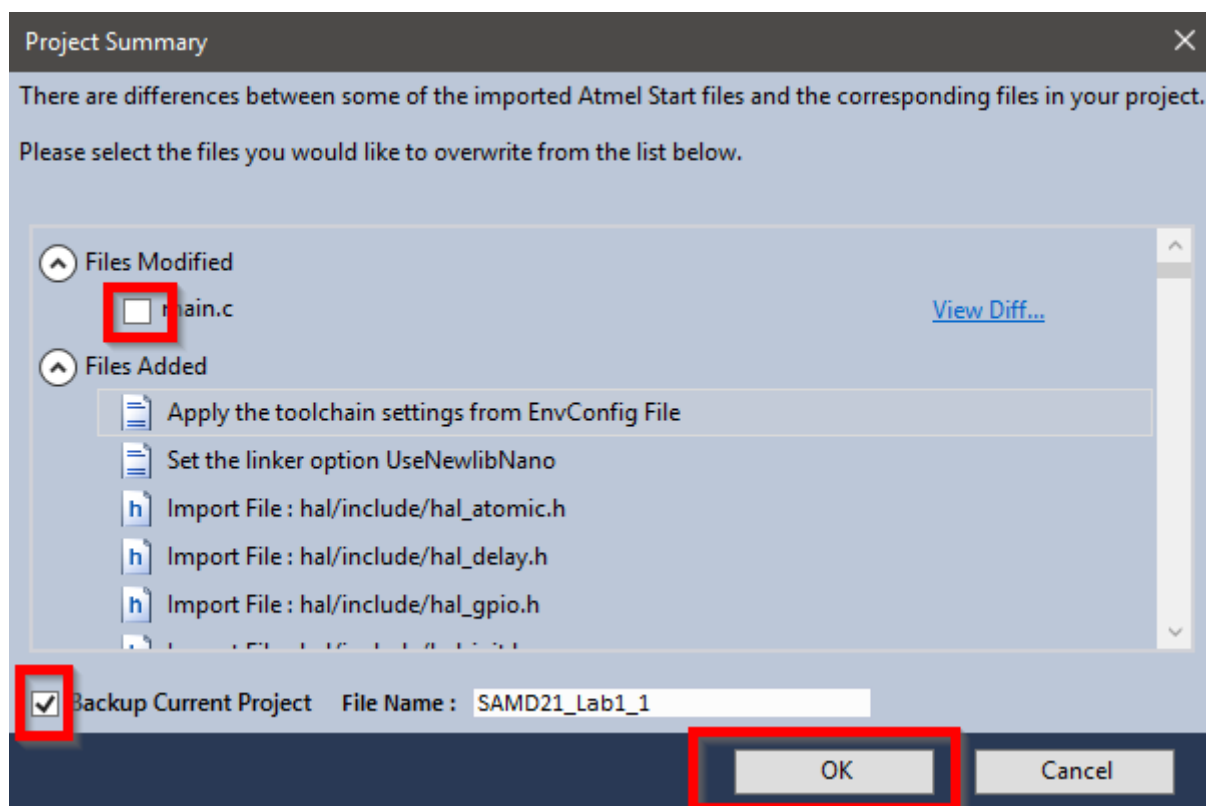 Project Summary
There are differences between some of the imported Atmel Start files and the corresponding files in your project.
Please select the files you would like to overwrite from the list below.
Files Modified
main.c View Diff...
Files Added
Apply the toolchain settings from EnvConfig File
Set the linker option UseNewlibNano
h Import File : hal/include/hal_atomic.h
h Import File : hal/include/hal_delay.h
h Import File : hal/include/hal_gpio.h
Backup Current Project File Name : SAMD21_Lab1_1
OK Cancel